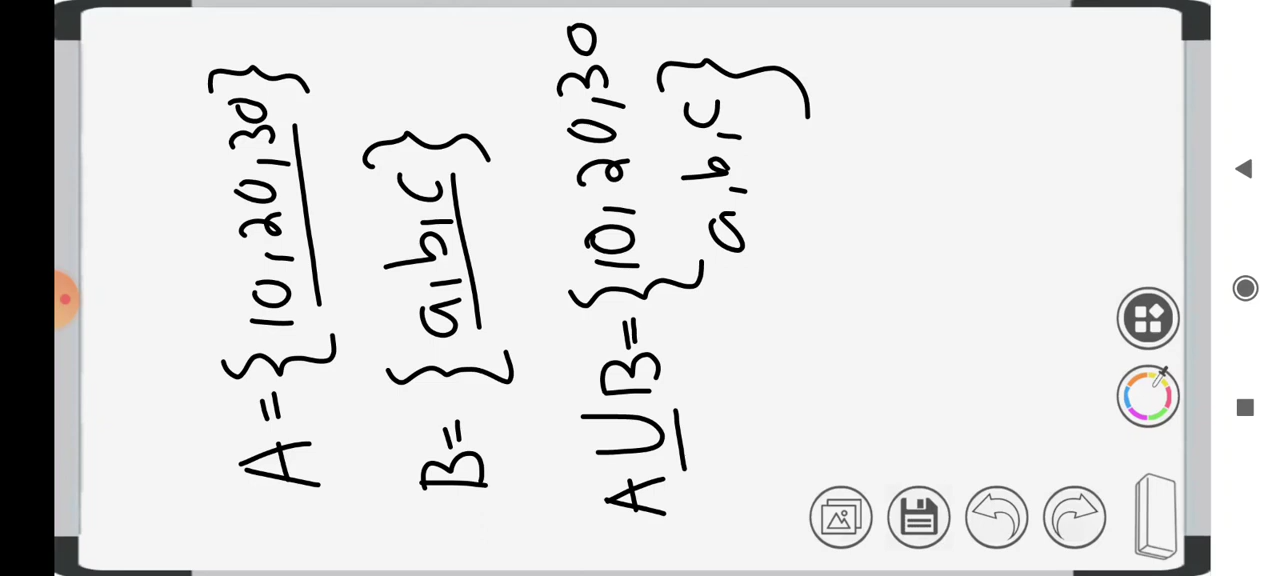 A = {10, 20, 30}
B = {a, b, c}
A U B = {10, 20, 30
a, b, c}